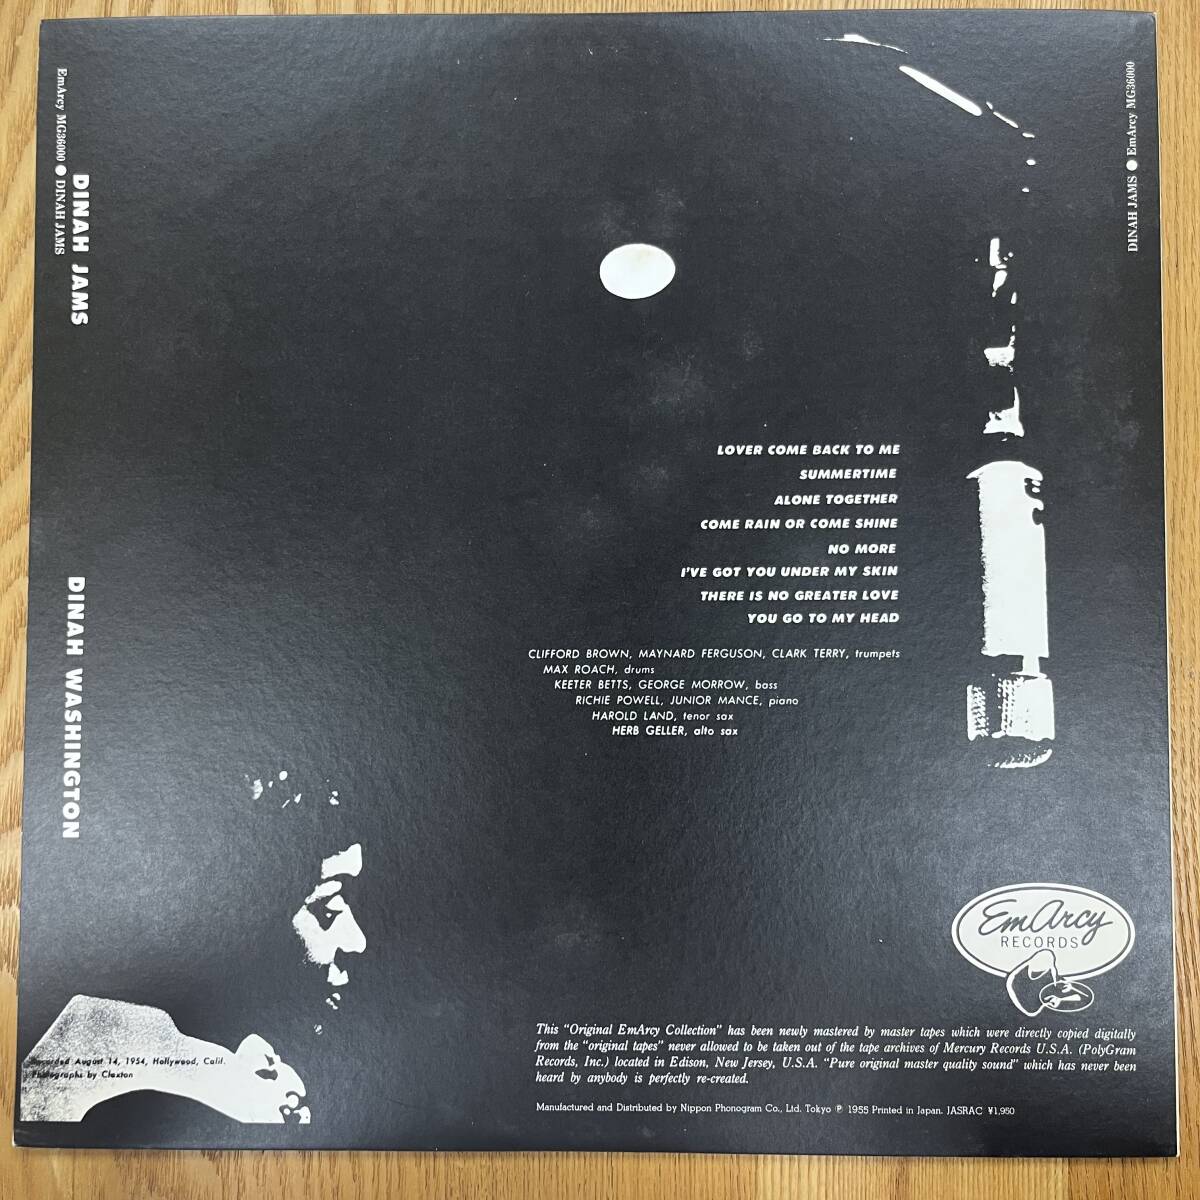 EmArcy MG36000 ● DINAH JAMS
DINAH JAMS
DINAH WASHINGTON
DINAH JAMS ● EmArcy MG36000
LOVER COME BACK TO ME
SUMMERTIME
ALONE TOGETHER
COME RAIN OR COME SHINE
NO MORE
I'VE GOT YOU UNDER MY SKIN
THERE IS NO GREATER LOVE
YOU GO TO MY HEAD
CLIFFORD BROWN, MAYNARD FERGUSON, CLARK TERRY, trumpets
MAX ROACH, drums
KEETER BETTS, GEORGE MORROW, bass
RICHIE POWELL, JUNIOR MANCE, piano
HAROLD LAND, tenor sax
HERB GELLER, alto sax
EmArcy
RECORDS
Recorded August 14, 1954, Hollywood, Calif.
Photographs by Claxton
This "Original EmArcy Collection" has been newly mastered by master tapes which were directly copied digitally
from the "original tapes" never allowed to be taken out of the tape archives of Mercury Records U.S.A. (PolyGram
Records, Inc.) located in Edison, New Jersey, U.S.A. "Pure original master quality sound" which has never been
heard by anybody is perfectly re-created.
Manufactured and Distributed by Nippon Phonogram Co., Ltd. Tokyo ℗ 1955 Printed in Japan. JASRAC ¥1,950